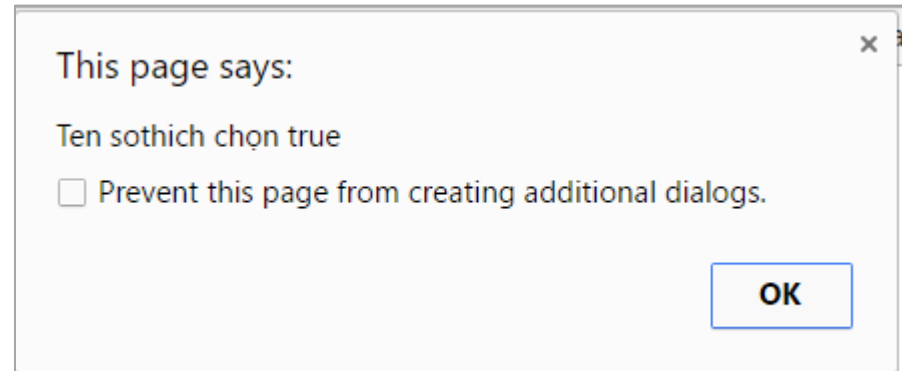 This page says:
Ten sothich chọn true
Prevent this page from creating additional dialogs.
OK